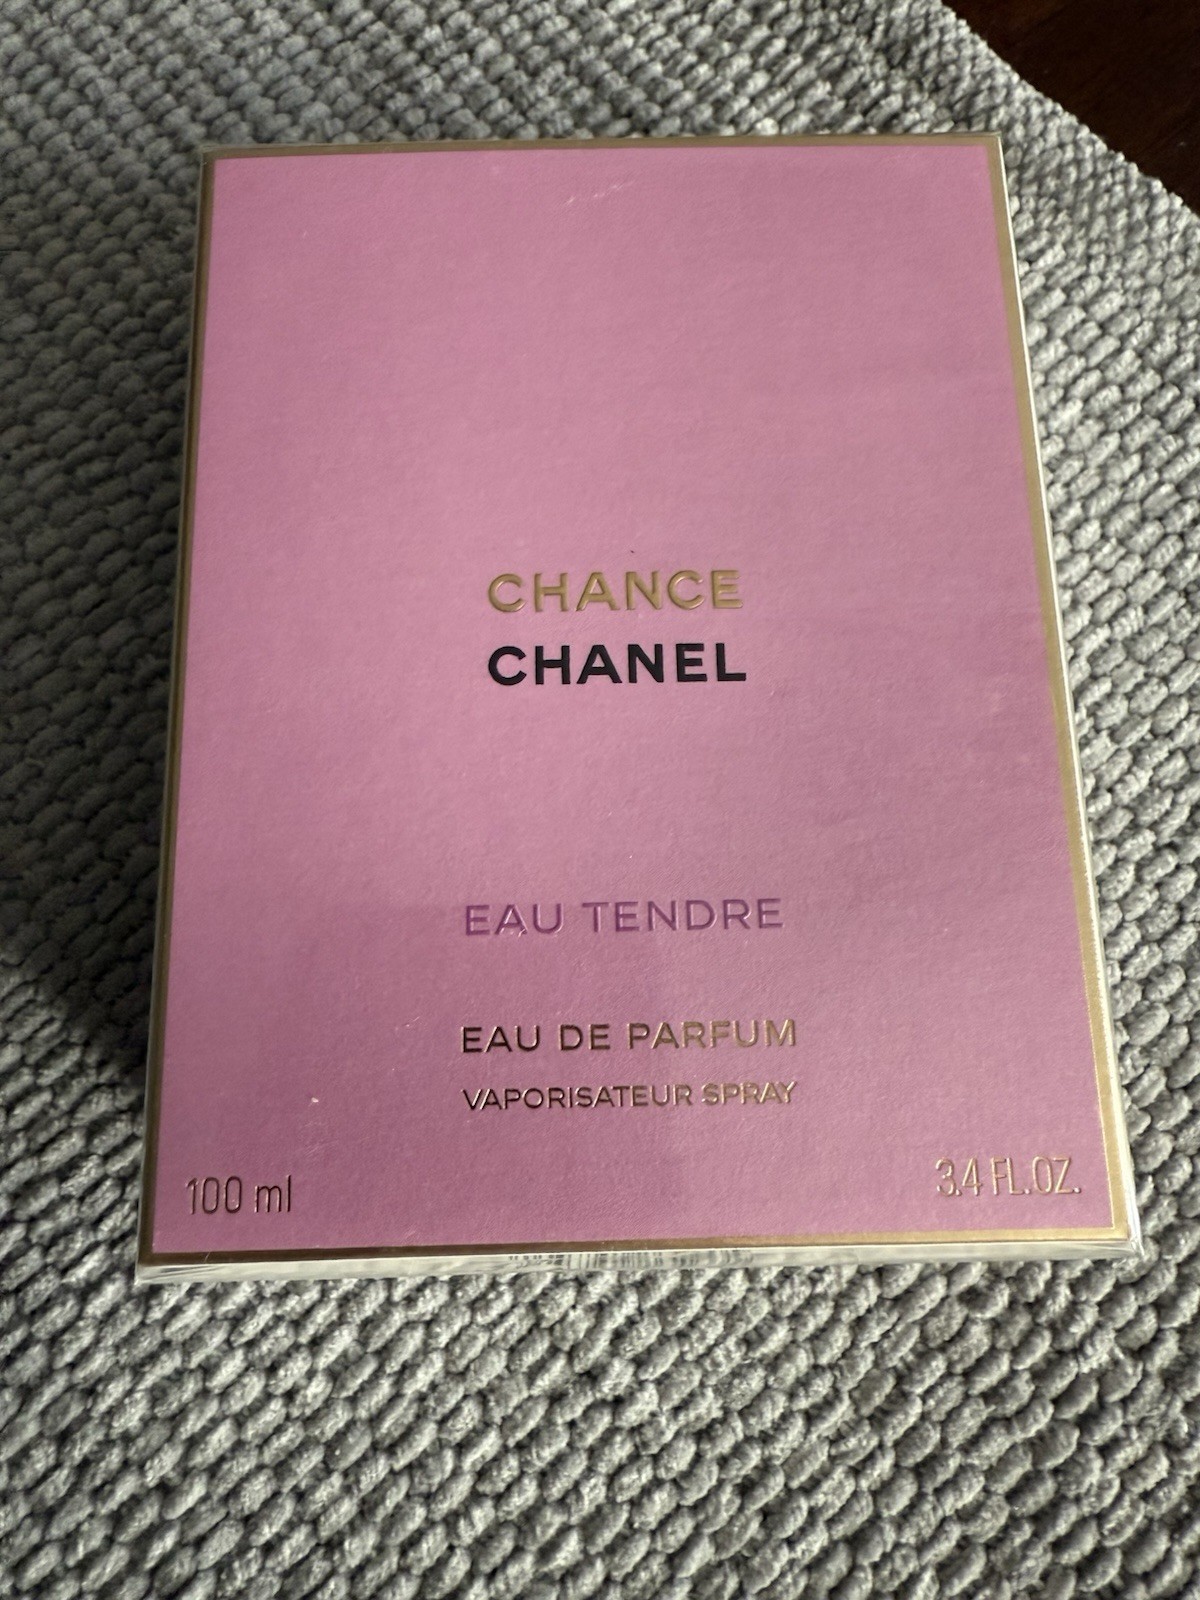 CHANCE
CHANEL
EAU TENDRE
EAU DE PARFUM
VAPORISATEUR SPRAY
100 ml
3.4 FL.OZ.